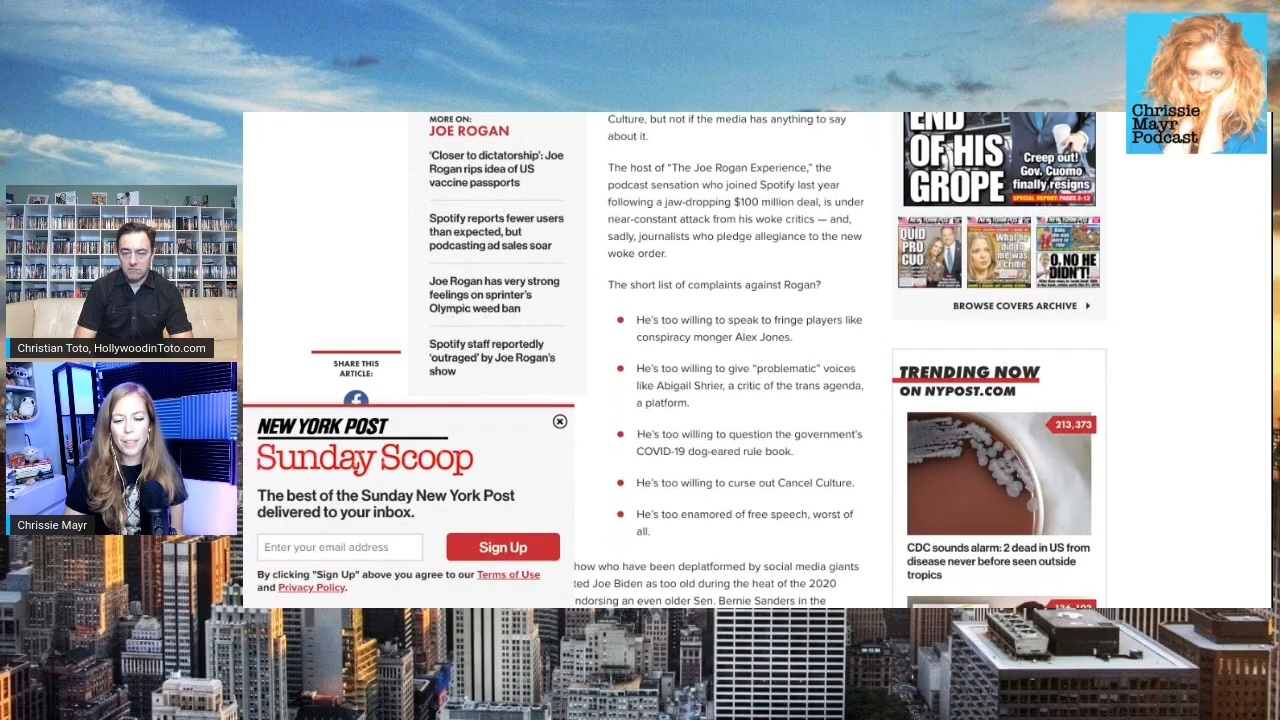 Chrissie
Mayr
Podcast
Christian Toto, HollywoodinToto.com
Chrissie Mayr
MORE ON:
JOE ROGAN
‘Closer to dictatorship’: Joe
Rogan rips idea of US
vaccine passports
Spotify reports fewer users
than expected, but
podcasting ad sales soar
Joe Rogan has very strong
feelings on sprinter’s
Olympic weed ban
Spotify staff reportedly
‘outraged’ by Joe Rogan’s
show
SHARE THIS
ARTICLE:
NEW YORK POST
Sunday Scoop
The best of the Sunday New York Post
delivered to your inbox.
Enter your email address
Sign Up
By clicking "Sign Up" above you agree to our Terms of Use
and Privacy Policy.
Culture, but not if the media has anything to say
about it.
The host of “The Joe Rogan Experience,” the
podcast sensation who joined Spotify last year
following a jaw-dropping $100 million deal, is under
near-constant attack from his woke critics — and,
sadly, journalists who pledge allegiance to the new
woke order.
The short list of complaints against Rogan?
He’s too willing to speak to fringe players like
conspiracy monger Alex Jones.
He’s too willing to give “problematic” voices
like Abigail Shrier, a critic of the trans agenda,
a platform.
He’s too willing to question the government’s
COVID-19 dog-eared rule book.
He’s too willing to curse out Cancel Culture.
He’s too enamored of free speech, worst of
all.
how who have been deplatformed by social media giants
ted Joe Biden as too old during the heat of the 2020
ndorsing an even older Sen. Bernie Sanders in the
END
OF HIS
GROPE
Creep out!
Gov. Cuomo
finally resigns
SPECIAL REPORT: PAGES 2-13
QUID
PRO
CUO
What he
did to
me was
a crime
O, NO HE
DIDN'T!
BROWSE COVERS ARCHIVE
TRENDING NOW
ON NYPOST.COM
213,373
CDC sounds alarm: 2 dead in US from
disease never before seen outside
tropics